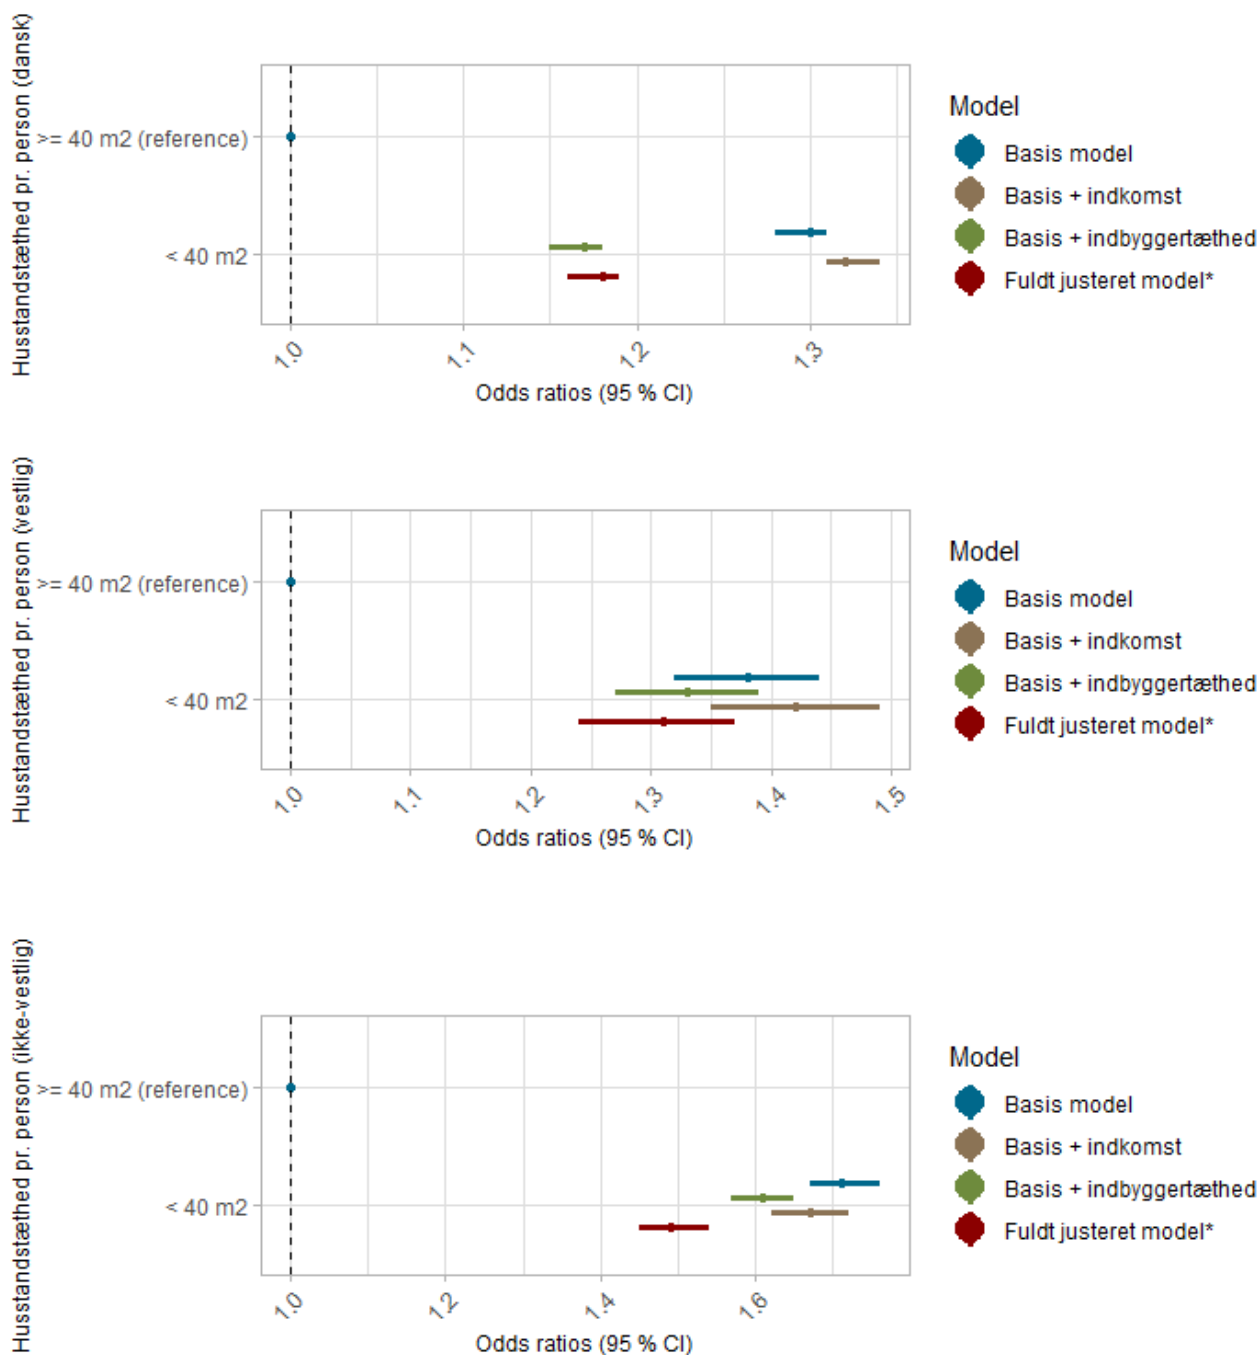 Husstandstæthed pr. person (dansk)
>= 40 m2 (reference)
< 40 m2
1.0
1.1
1.2
1.3
Odds ratios (95 % CI)
Model
Basis model
Basis + indkomst
Basis + indbyggertæthed
Fuldt justeret model*
Husstandstæthed pr. person (vestlig)
>= 40 m2 (reference)
< 40 m2
1.0
1.1
1.2
1.3
1.4
1.5
Odds ratios (95 % CI)
Model
Basis model
Basis + indkomst
Basis + indbyggertæthed
Fuldt justeret model*
Husstandstæthed pr. person (ikke-vestlig)
>= 40 m2 (reference)
< 40 m2
1.0
1.2
1.4
1.6
Odds ratios (95 % CI)
Model
Basis model
Basis + indkomst
Basis + indbyggertæthed
Fuldt justeret model*